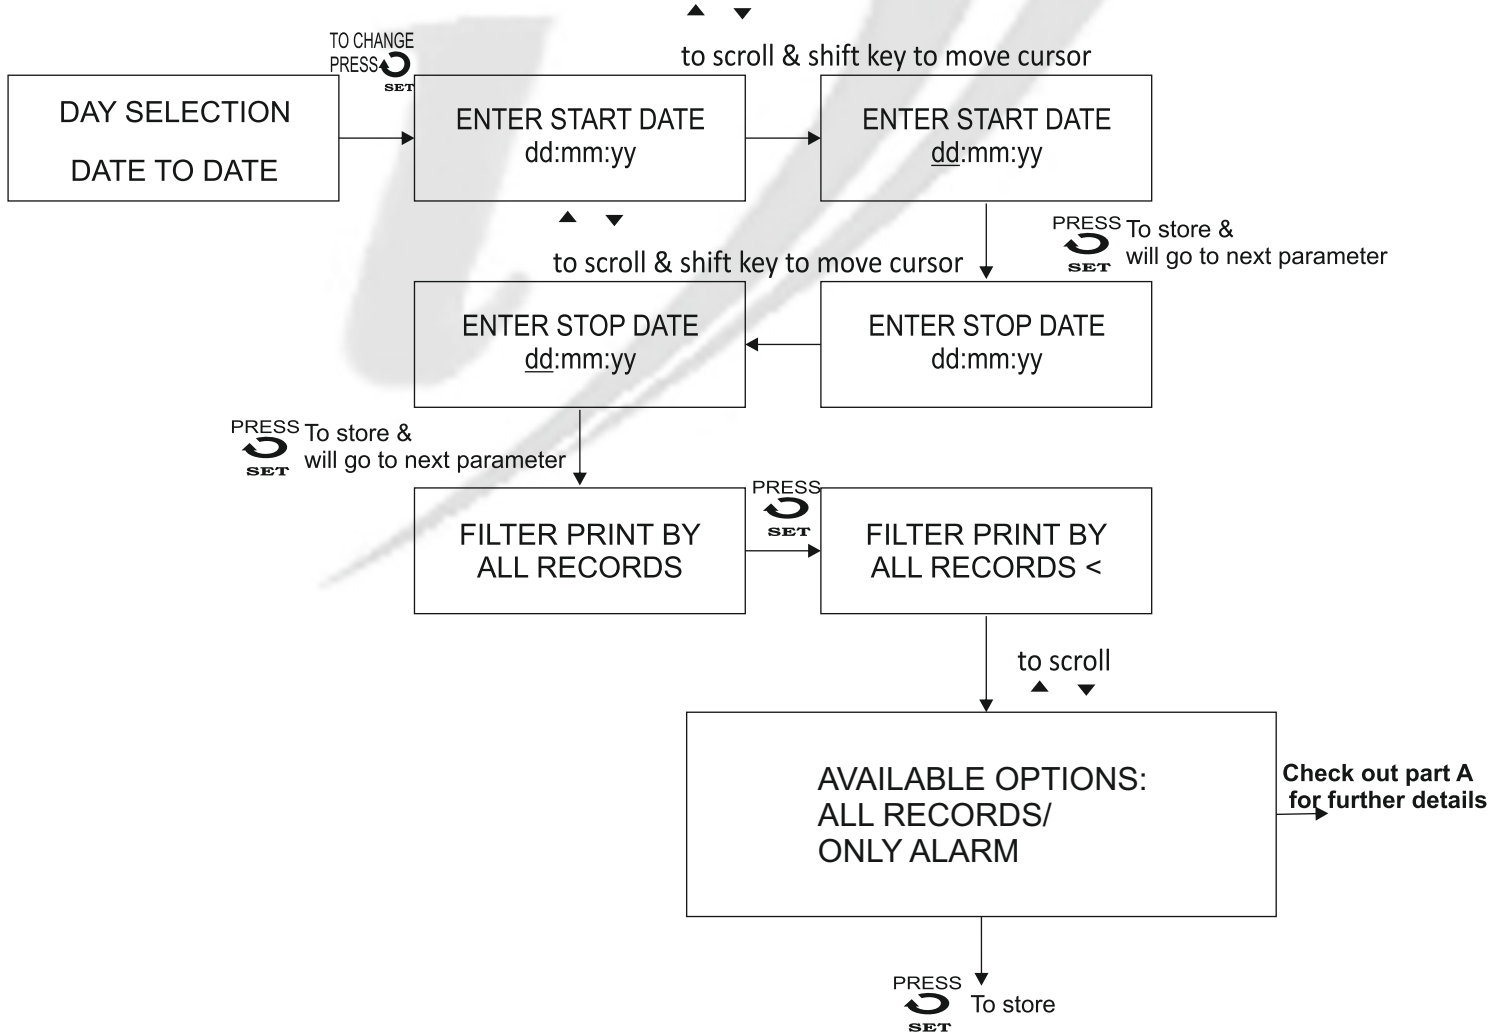 ▲ ▼
to scroll & shift key to move cursor
TO CHANGE
PRESS
SET
DAY SELECTION
DATE TO DATE
ENTER START DATE
dd:mm:yy
ENTER START DATE
dd:mm:yy
PRESS
SET
To store &
will go to next parameter
▲ ▼
to scroll & shift key to move cursor
ENTER STOP DATE
dd:mm:yy
ENTER STOP DATE
dd:mm:yy
PRESS
SET
To store &
will go to next parameter
FILTER PRINT BY
ALL RECORDS
PRESS
SET
FILTER PRINT BY
ALL RECORDS <
to scroll
▲ ▼
AVAILABLE OPTIONS:
ALL RECORDS/
ONLY ALARM
Check out part A
for further details
PRESS
SET
To store